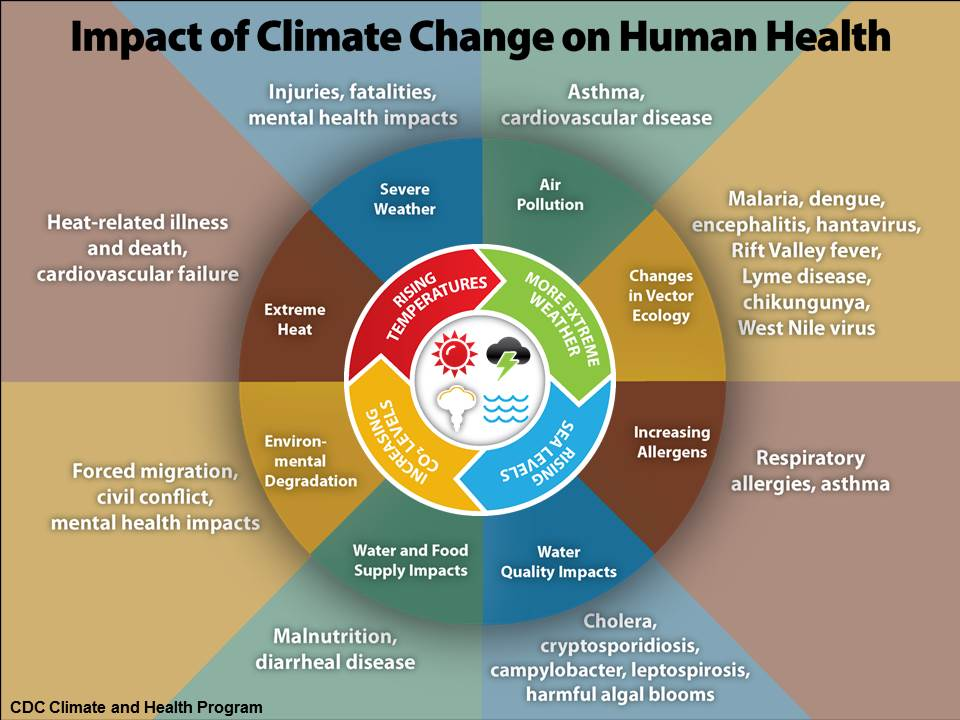 Impact of Climate Change on Human Health
Injuries, fatalities,
mental health impacts
Asthma,
cardiovascular disease
Severe
Weather
Air
Pollution
Heat-related illness
and death,
cardiovascular failure
Malaria, dengue,
encephalitis, hantavirus,
Rift Valley fever,
Lyme disease,
chikungunya,
West Nile virus
Extreme
Heat
Changes
in Vector
Ecology
RISING
TEMPERATURES
MORE EXTREME
WEATHER
INCREASING
CO₂ LEVELS
RISING
SEA LEVELS
Environ-
mental
Degradation
Increasing
Allergens
Forced migration,
civil conflict,
mental health impacts
Respiratory
allergies, asthma
Water and Food
Supply Impacts
Water
Quality Impacts
Malnutrition,
diarrheal disease
Cholera,
cryptosporidiosis,
campylobacter, leptospirosis,
harmful algal blooms
CDC Climate and Health Program